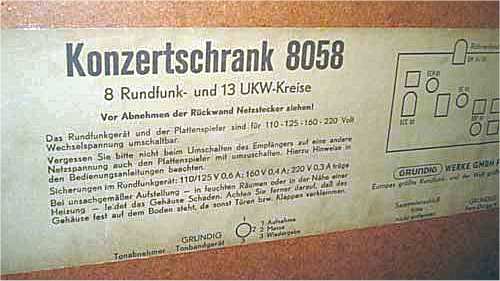 Konzertschrank 8058
8 Rundfunk- und 13 UKW-Kreise
Vor Abnehmen der Rückwand Netzstecker ziehen!
Das Rundfunkgerät und der Plattenspieler sind für 110-125-160-220 Volt
Wechselspannung umschaltbar.
Vergessen Sie bitte nicht beim Umschalten des Empfängers auf eine andere
Netzspannung auch den Plattenspieler mit umzuschalten. Hierzu Hinweise in
den Bedienungsanleitungen beachten.
Sicherungen im Rundfunkgerät: 110/125 V 0,6 A; 160 V 0,4 A; 220 V 0,3 A träge
Bei unsachgemäßer Aufstellung – in feuchten Räumen oder in der Nähe einer
Heizung – leidet das Gehäuse Schaden. Achten Sie ferner darauf, daß das
Gehäuse fest auf dem Boden steht, da sonst Türen bzw. Klappen verklemmen.
GRUNDIG
Tonabnehmer Tonbandgerät
1 Aufnahme
2 Masse
3 Wiedergabe
GRUNDIG WERKE GMBH
Europas größte Rundfunk- und der Welt